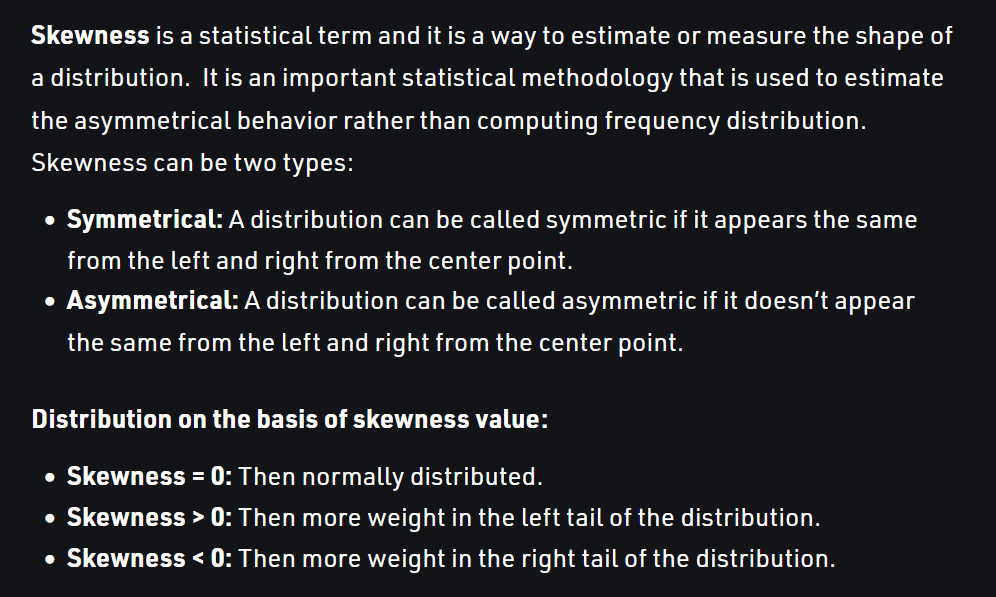 Skewness is a statistical term and it is a way to estimate or measure the shape of
a distribution.  It is an important statistical methodology that is used to estimate
the asymmetrical behavior rather than computing frequency distribution.
Skewness can be two types:
• Symmetrical: A distribution can be called symmetric if it appears the same
from the left and right from the center point.
• Asymmetrical: A distribution can be called asymmetric if it doesn’t appear
the same from the left and right from the center point.
Distribution on the basis of skewness value:
• Skewness = 0: Then normally distributed.
• Skewness > 0: Then more weight in the left tail of the distribution.
• Skewness < 0: Then more weight in the right tail of the distribution.